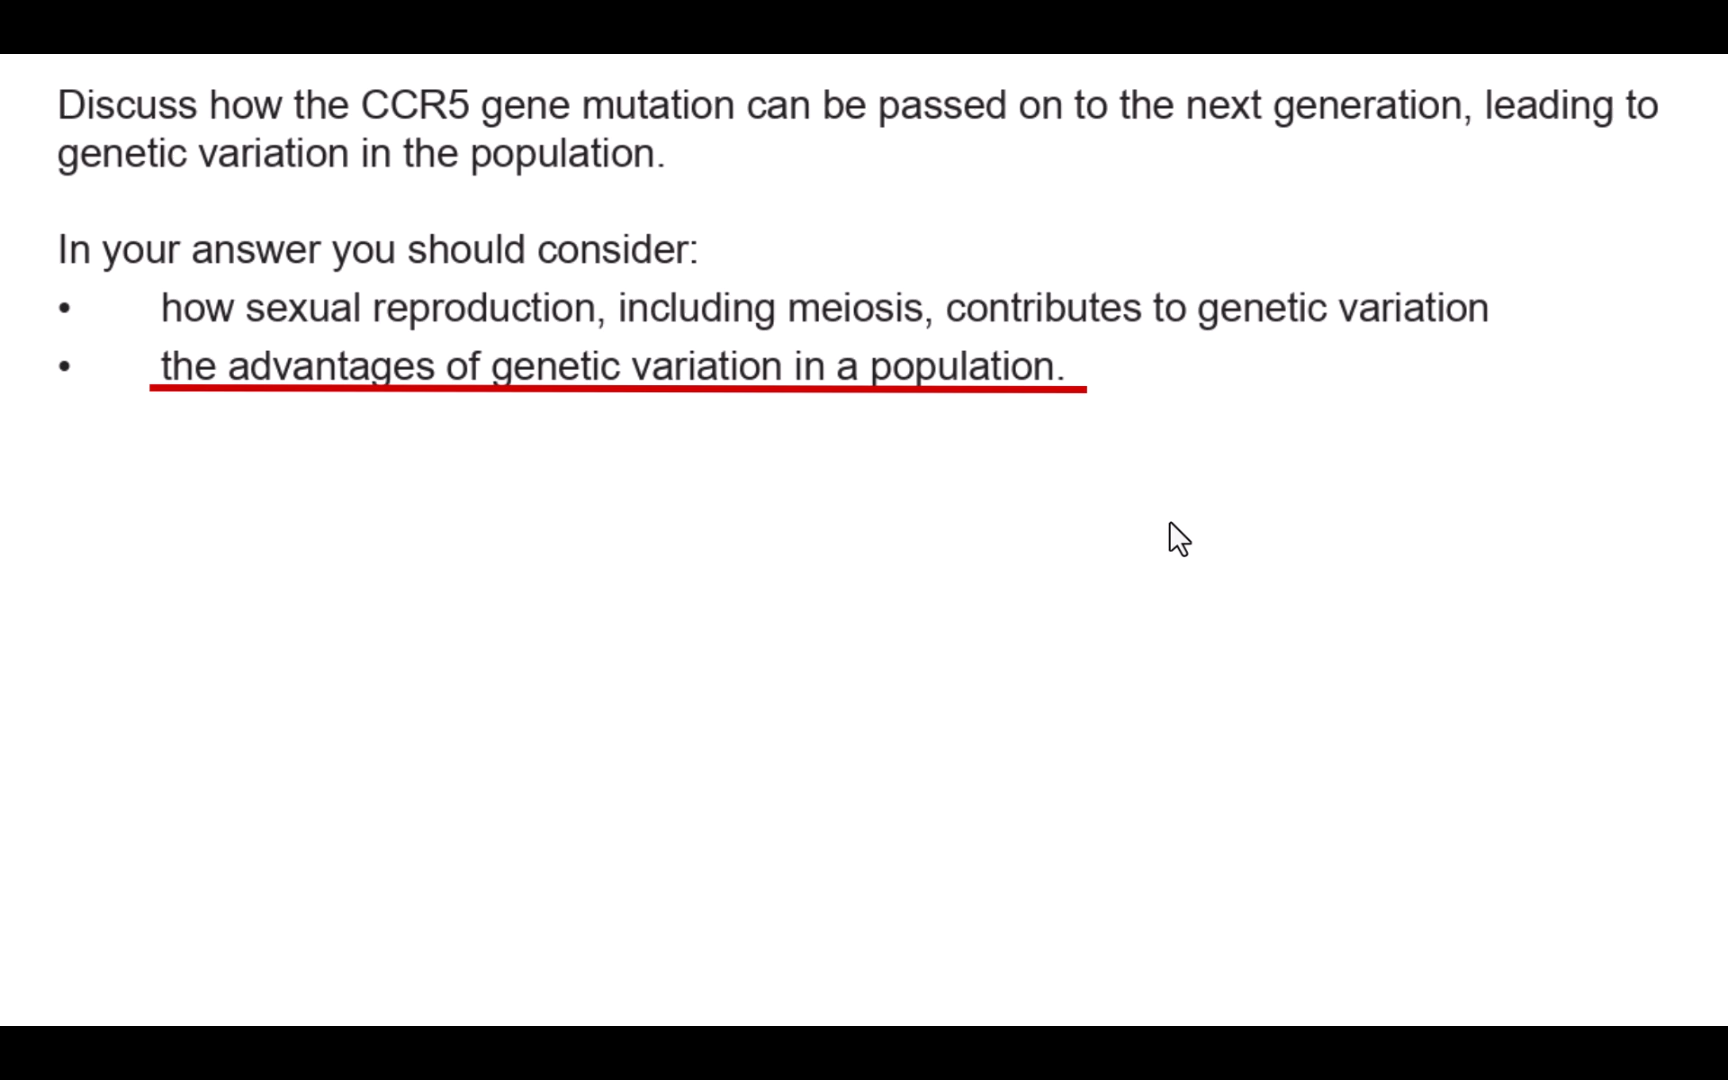 Discuss how the CCR5 gene mutation can be passed on to the next generation, leading to
genetic variation in the population.
In your answer you should consider:
• how sexual reproduction, including meiosis, contributes to genetic variation
• the advantages of genetic variation in a population.